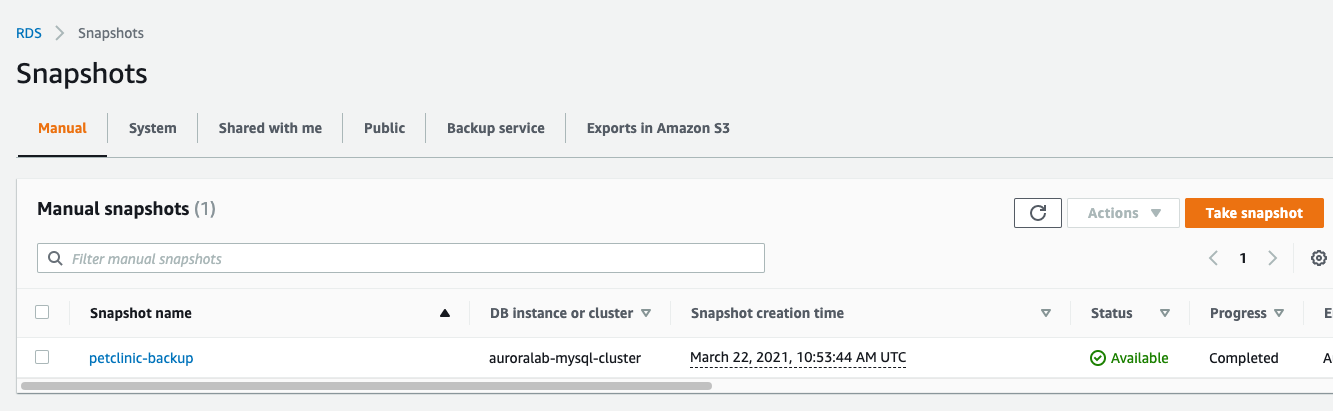 RDS Snapshots
Snapshots
Manual System Shared with me Public Backup service Exports in Amazon S3
Manual snapshots (1)
Actions Take snapshot
Filter manual snapshots
1
Snapshot name DB instance or cluster Snapshot creation time Status Progress E
petclinic-backup auroralab-mysql-cluster March 22, 2021, 10:53:44 AM UTC Available Completed A